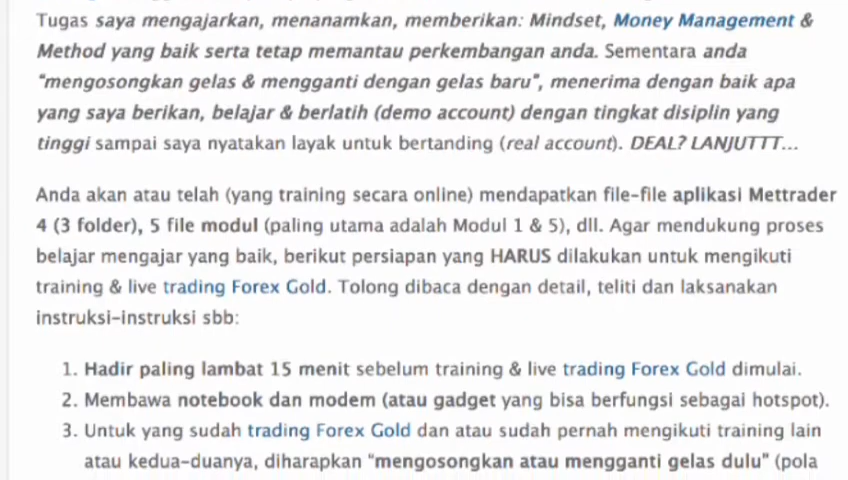 Tugas saya mengajarkan, menanamkan, memberikan: Mindset, Money Management &
Method yang baik serta tetap memantau perkembangan anda. Sementara anda
"mengosongkan gelas & mengganti dengan gelas baru", menerima dengan baik apa
yang saya berikan, belajar & berlatih (demo account) dengan tingkat disiplin yang
tinggi sampai saya nyatakan layak untuk bertanding (real account). DEAL? LANJUTTT...
Anda akan atau telah (yang training secara online) mendapatkan file-file aplikasi Mettrader
4 (3 folder), 5 file modul (paling utama adalah Modul 1 & 5), dll. Agar mendukung proses
belajar mengajar yang baik, berikut persiapan yang HARUS dilakukan untuk mengikuti
training & live trading Forex Gold. Tolong dibaca dengan detail, teliti dan laksanakan
instruksi-instruksi sbb:
1. Hadir paling lambat 15 menit sebelum training & live trading Forex Gold dimulai.
2. Membawa notebook dan modem (atau gadget yang bisa berfungsi sebagai hotspot).
3. Untuk yang sudah trading Forex Gold dan atau sudah pernah mengikuti training lain
atau kedua-duanya, diharapkan "mengosongkan atau mengganti gelas dulu" (pola